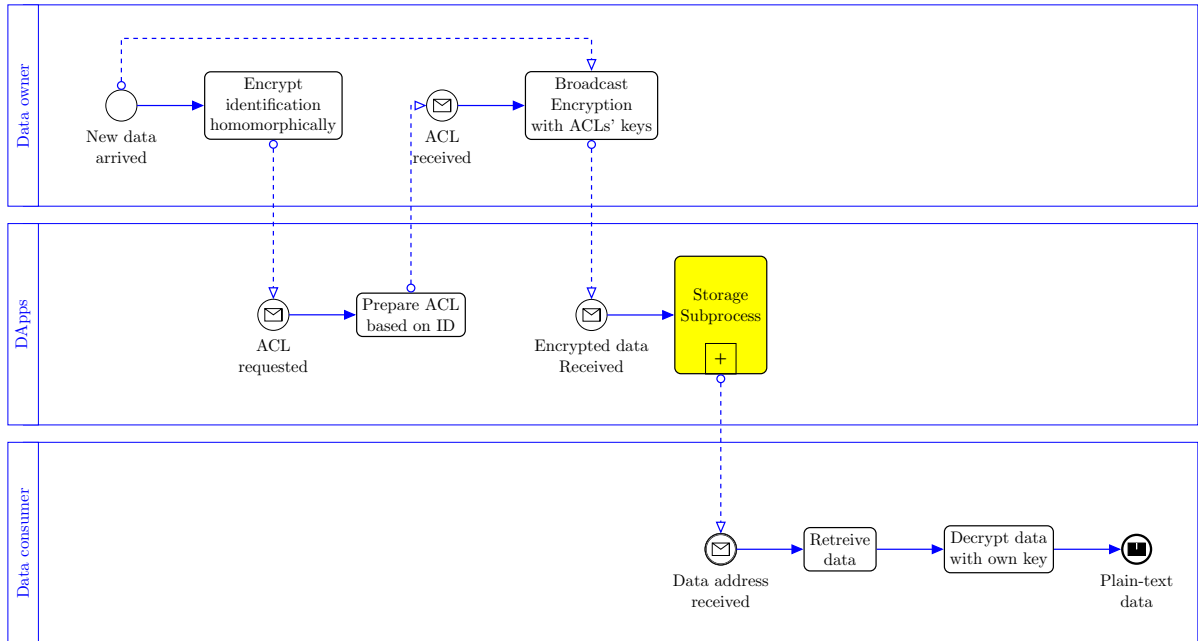 Data owner
New data
arrived
Encrypt
identification
homomorphically
ACL
received
Broadcast
Encryption
with ACLs' keys
DApps
ACL
requested
Prepare ACL
based on ID
Encrypted data
Received
Storage
Subprocess
+
Data consumer
Data address
received
Retreive
data
Decrypt data
with own key
Plain-text
data